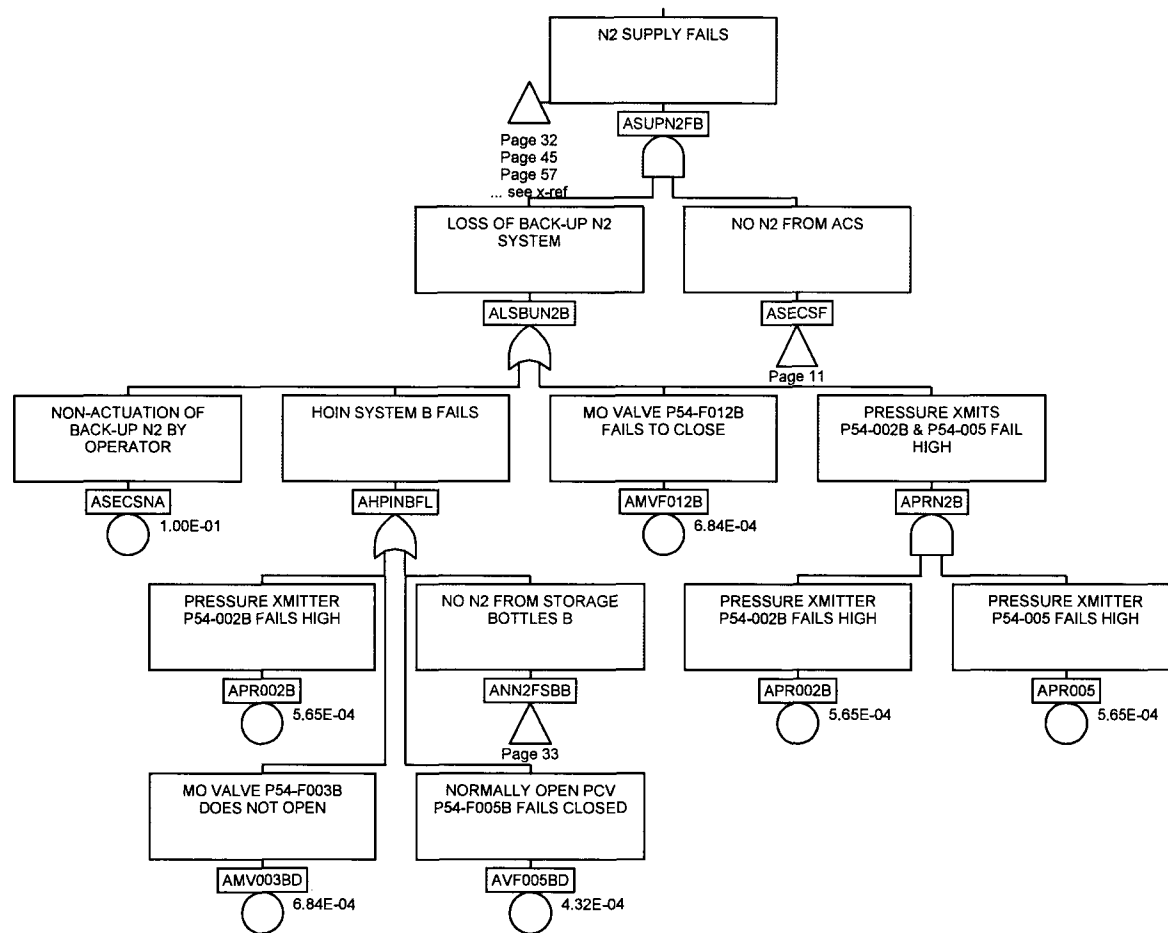 N2 SUPPLY FAILS
ASUPN2FB
Page 32
Page 45
Page 57
... see x-ref
LOSS OF BACK-UP N2
SYSTEM
ALSBUN2B
NO N2 FROM ACS
ASECSF
Page 11
NON-ACTUATION OF
BACK-UP N2 BY
OPERATOR
ASECSNA
1.00E-01
HOIN SYSTEM B FAILS
AHPINBFL
MO VALVE P54-F012B
FAILS TO CLOSE
AMVF012B
6.84E-04
PRESSURE XMITS
P54-002B & P54-005 FAIL
HIGH
APRN2B
PRESSURE XMITTER
P54-002B FAILS HIGH
APR002B
5.65E-04
NO N2 FROM STORAGE
BOTTLES B
ANN2FSBB
Page 33
PRESSURE XMITTER
P54-002B FAILS HIGH
APR002B
5.65E-04
PRESSURE XMITTER
P54-005 FAILS HIGH
APR005
5.65E-04
MO VALVE P54-F003B
DOES NOT OPEN
AMV003BD
6.84E-04
NORMALLY OPEN PCV
P54-F005B FAILS CLOSED
AVF005BD
4.32E-04